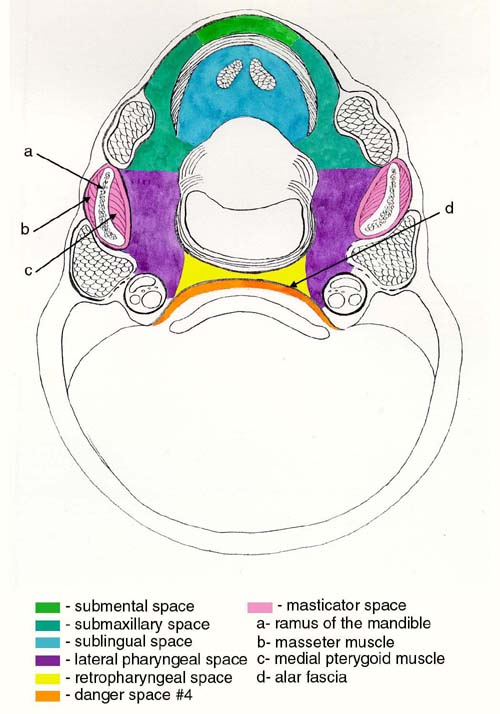 a
b
c
d
- submental space
- submaxillary space
- sublingual space
- lateral pharyngeal space
- retropharyngeal space
- danger space #4
- masticator space
a- ramus of the mandible
b- masseter muscle
c- medial pterygoid muscle
d- alar fascia